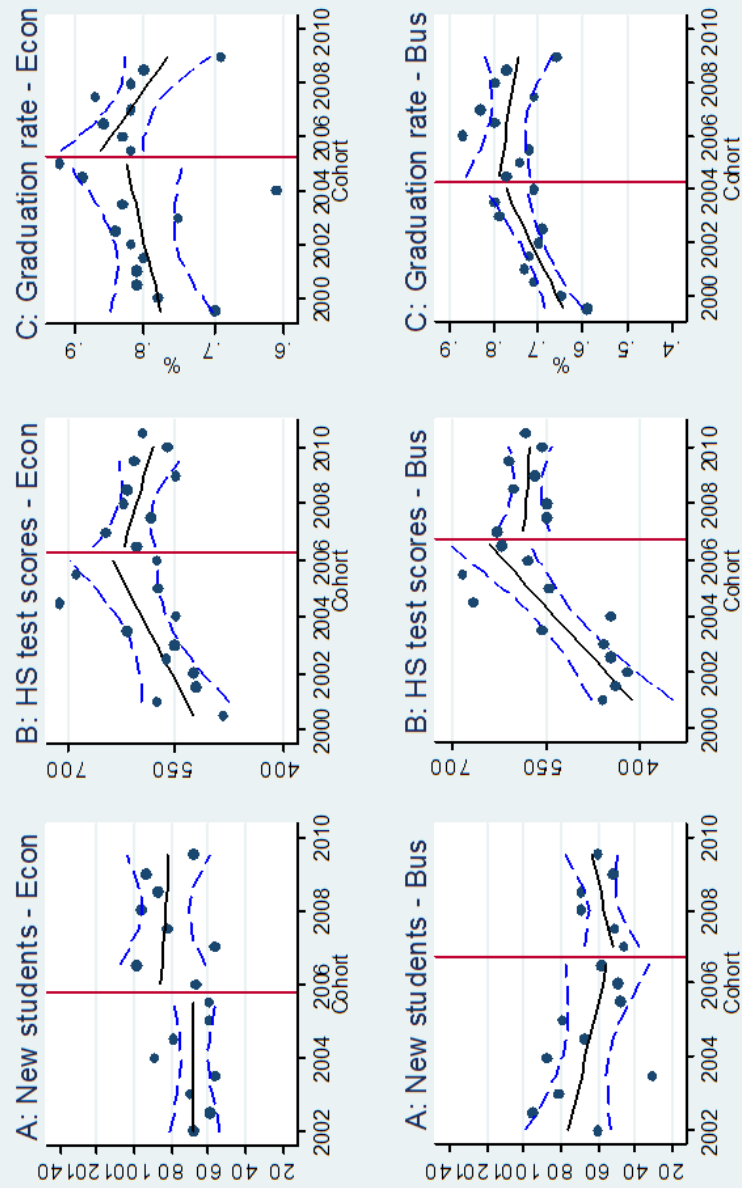 A: New students - Econ
20 40 60 80 100 120 140
2002 2004 2006 2008 2010
Cohort
B: HS test scores - Econ
400 550 700
2000 2002 2004 2006 2008 2010
Cohort
C: Graduation rate - Econ
%
.6 .7 .8 .9
2000 2002 2004 2006 2008 2010
Cohort
A: New students - Bus
20 40 60 80 100 120 140
2002 2004 2006 2008 2010
Cohort
B: HS test scores - Bus
400 550 700
2000 2002 2004 2006 2008 2010
Cohort
C: Graduation rate - Bus
%
.4 .5 .6 .7 .8 .9
2000 2002 2004 2006 2008 2010
Cohort